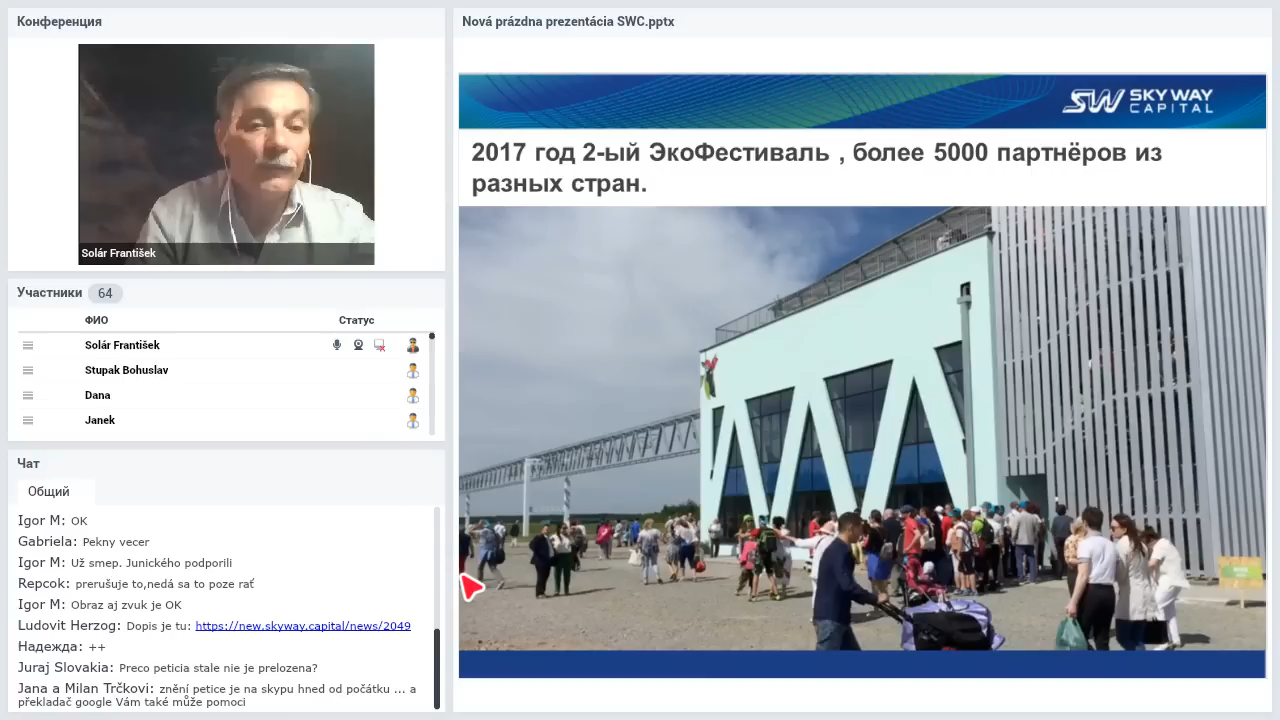 Конференция
Solár František
Участники 64
ФИО Статус
Solár František
Stupak Bohuslav
Dana
Janek
Чат
Общий
Igor M: OK
Gabriela: Pekny vecer
Igor M: Už smep. Junického podporili
Repcok: prerušuje to,nedá sa to poze rať
Igor M: Obraz aj zvuk je OK
Ludovit Herzog: Dopis je tu: https://new.skyway.capital/news/2049
Надежда: ++
Juraj Slovakia: Preco peticia stale nie je prelozena?
Jana a Milan Trčkovi: znění petice je na skypu hned od počátku ... a
překladač google Vám také může pomoci
Nová prázdna prezentácia SWC.pptx
SW SKY WAY
CAPITAL
2017 год 2-ый ЭкоФестиваль , более 5000 партнёров из
разных стран.